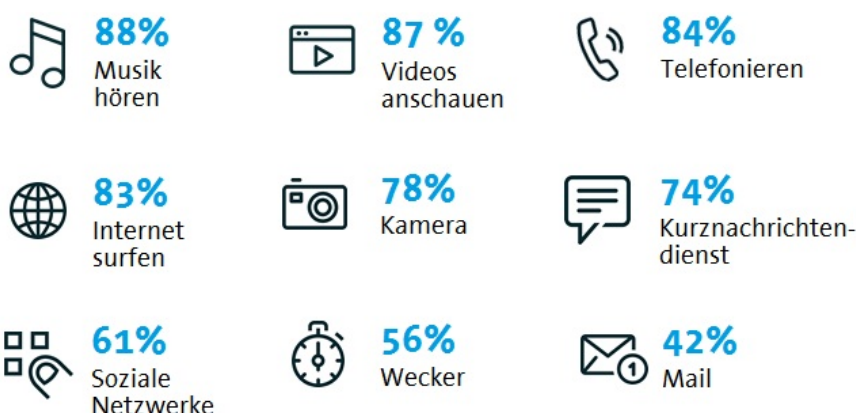 88%
Musik
hören
87 %
Videos
anschauen
84%
Telefonieren
83%
Internet
surfen
78%
Kamera
74%
Kurznachrichten-
dienst
61%
Soziale
Netzwerke
56%
Wecker
42%
1
Mail